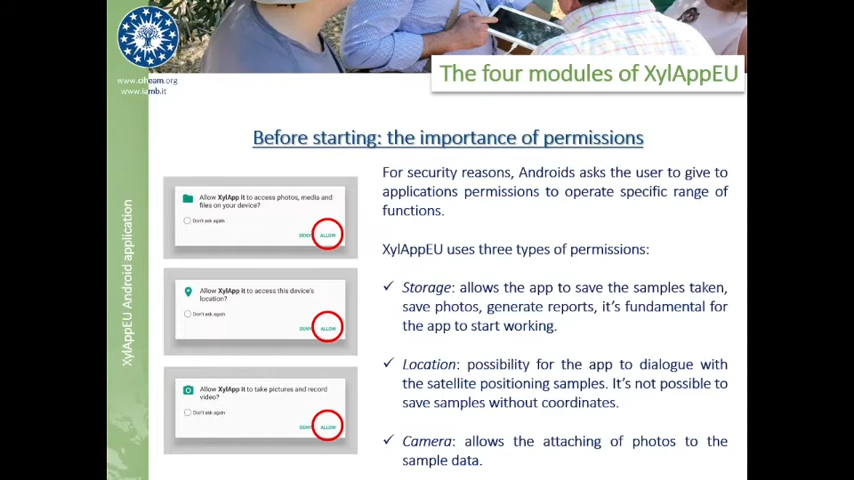 The four modules of XylAppEU
www.ciheam.org
www.iamb.it
XylAppEU Android application
Before starting: the importance of permissions
Allow XylApp it to access photos, media and
files on your device?
Don't ask again
DENY ALLOW
Allow XylApp it to access this device's
location?
Don't ask again
DENY ALLOW
Allow XylApp it to take pictures and record
video?
Don't ask again
DENY ALLOW
For security reasons, Androids asks the user to give to
applications permissions to operate specific range of
functions.
XylAppEU uses three types of permissions:
✓ Storage: allows the app to save the samples taken,
save photos, generate reports, it's fundamental for
the app to start working.
✓ Location: possibility for the app to dialogue with
the satellite positioning samples. It's not possible to
save samples without coordinates.
✓ Camera: allows the attaching of photos to the
sample data.